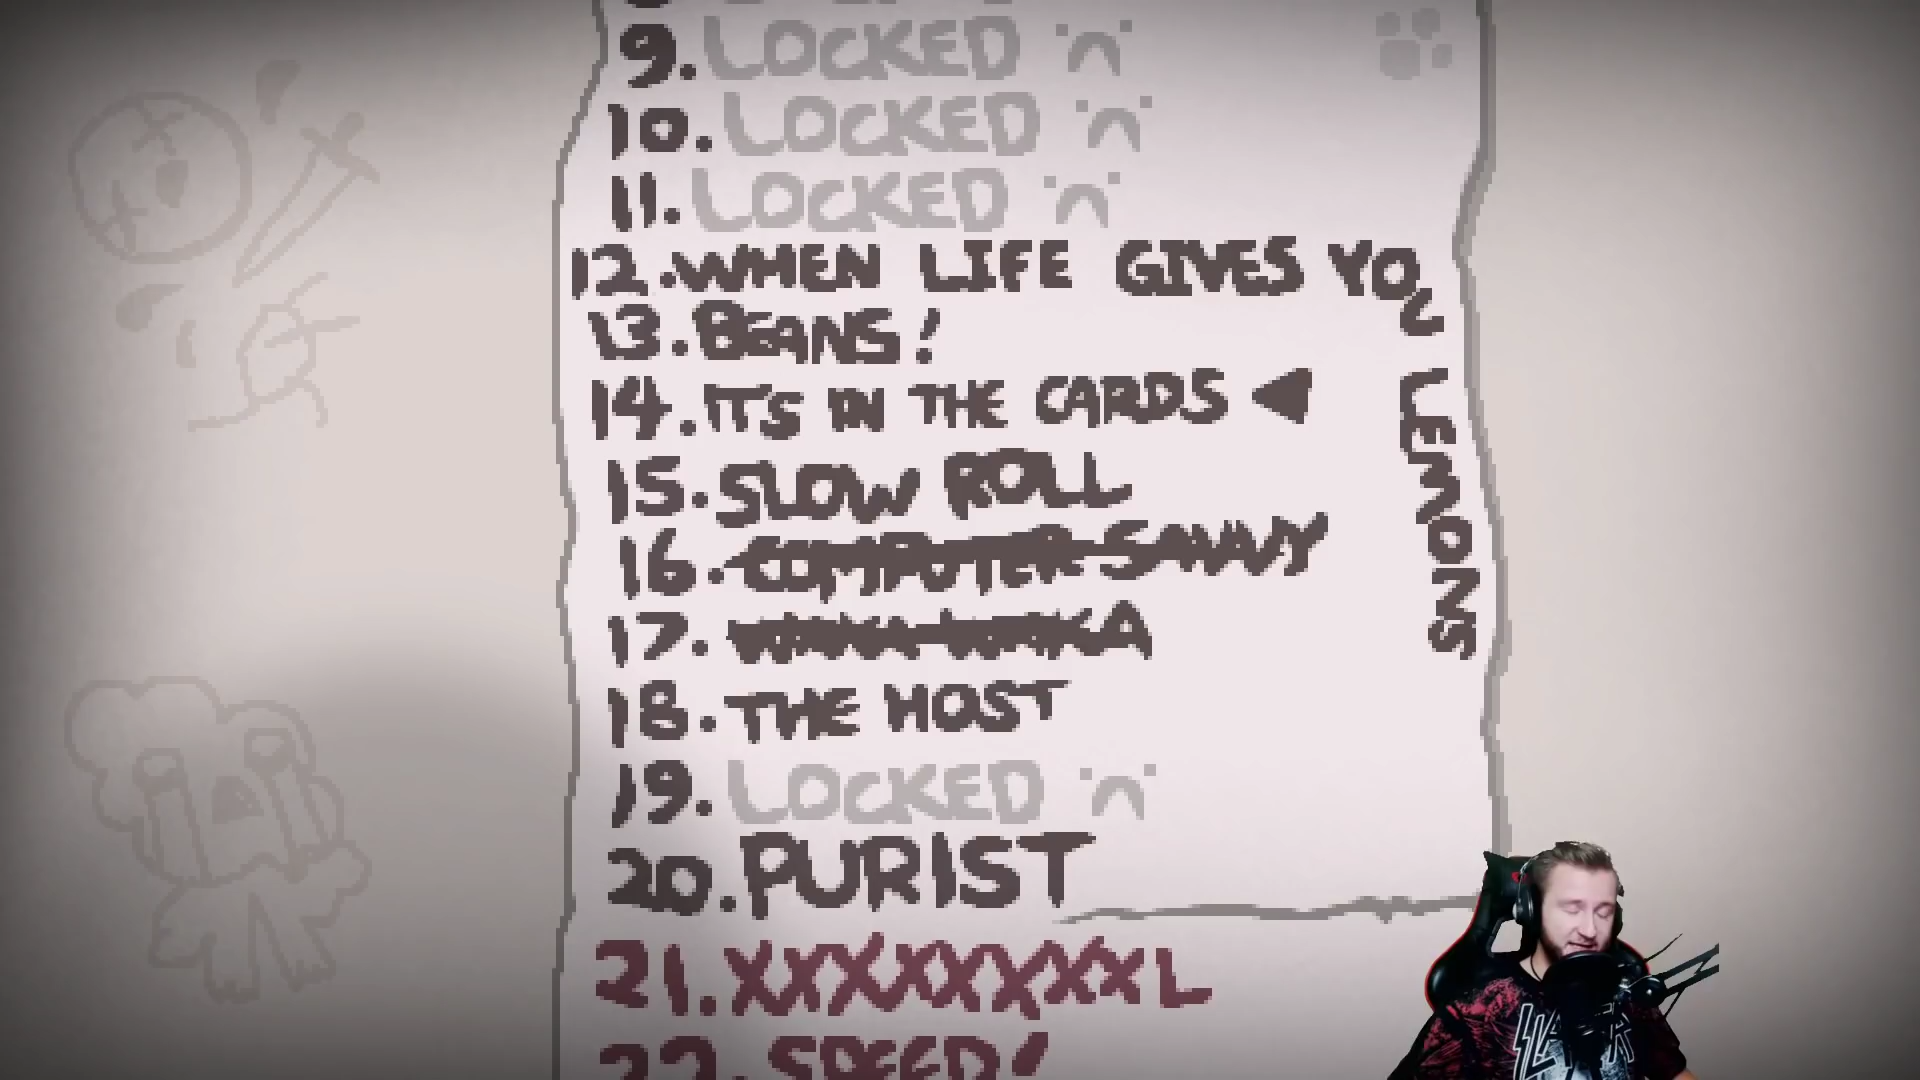 9. LOCKED
10. LOCKED
11. LOCKED
12. WHEN LIFE GIVES YOU LEMONS
13. BEANS!
14. IT'S IN THE CARDS
15. SLOW ROLL
16. COMPUTER SAVVY
17. WAKA WAKA
18. THE HOST
19. LOCKED
20. PURIST
21. XXXXXXXXL
22. SPEED!
SLAYER